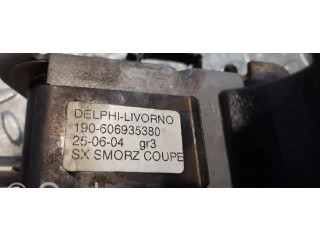 DELPHI-LIVORNO
190-606935380
25-06-04 gr3
SX SMORZ COUPE